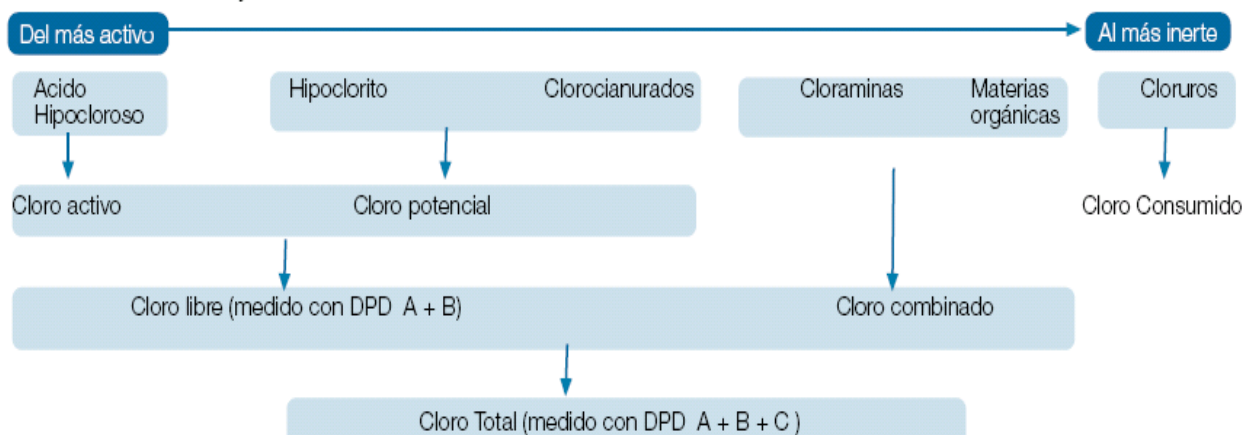 Del más activo
Al más inerte
Acido
Hipocloroso
Hipoclorito
Clorocianurados
Cloraminas
Materias
orgánicas
Cloruros
Cloro activo
Cloro potencial
Cloro Consumido
Cloro libre (medido con DPD A + B)
Cloro combinado
Cloro Total (medido con DPD A + B + C )